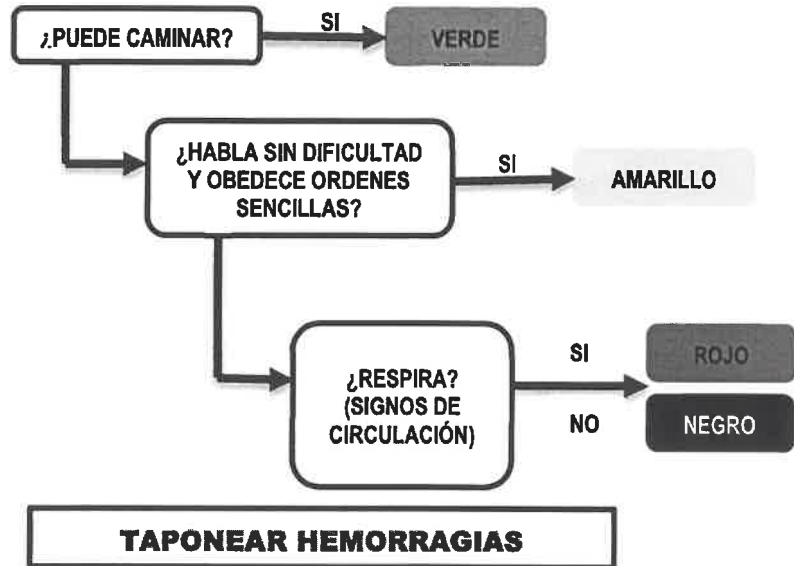 ¿PUEDE CAMINAR?
SI
VERDE
¿HABLA SIN DIFICULTAD
Y OBEDECE ORDENES
SENCILLAS?
SI
AMARILLO
¿RESPIRA?
(SIGNOS DE
CIRCULACIÓN)
SI
ROJO
NO
NEGRO
TAPONEAR HEMORRAGIAS